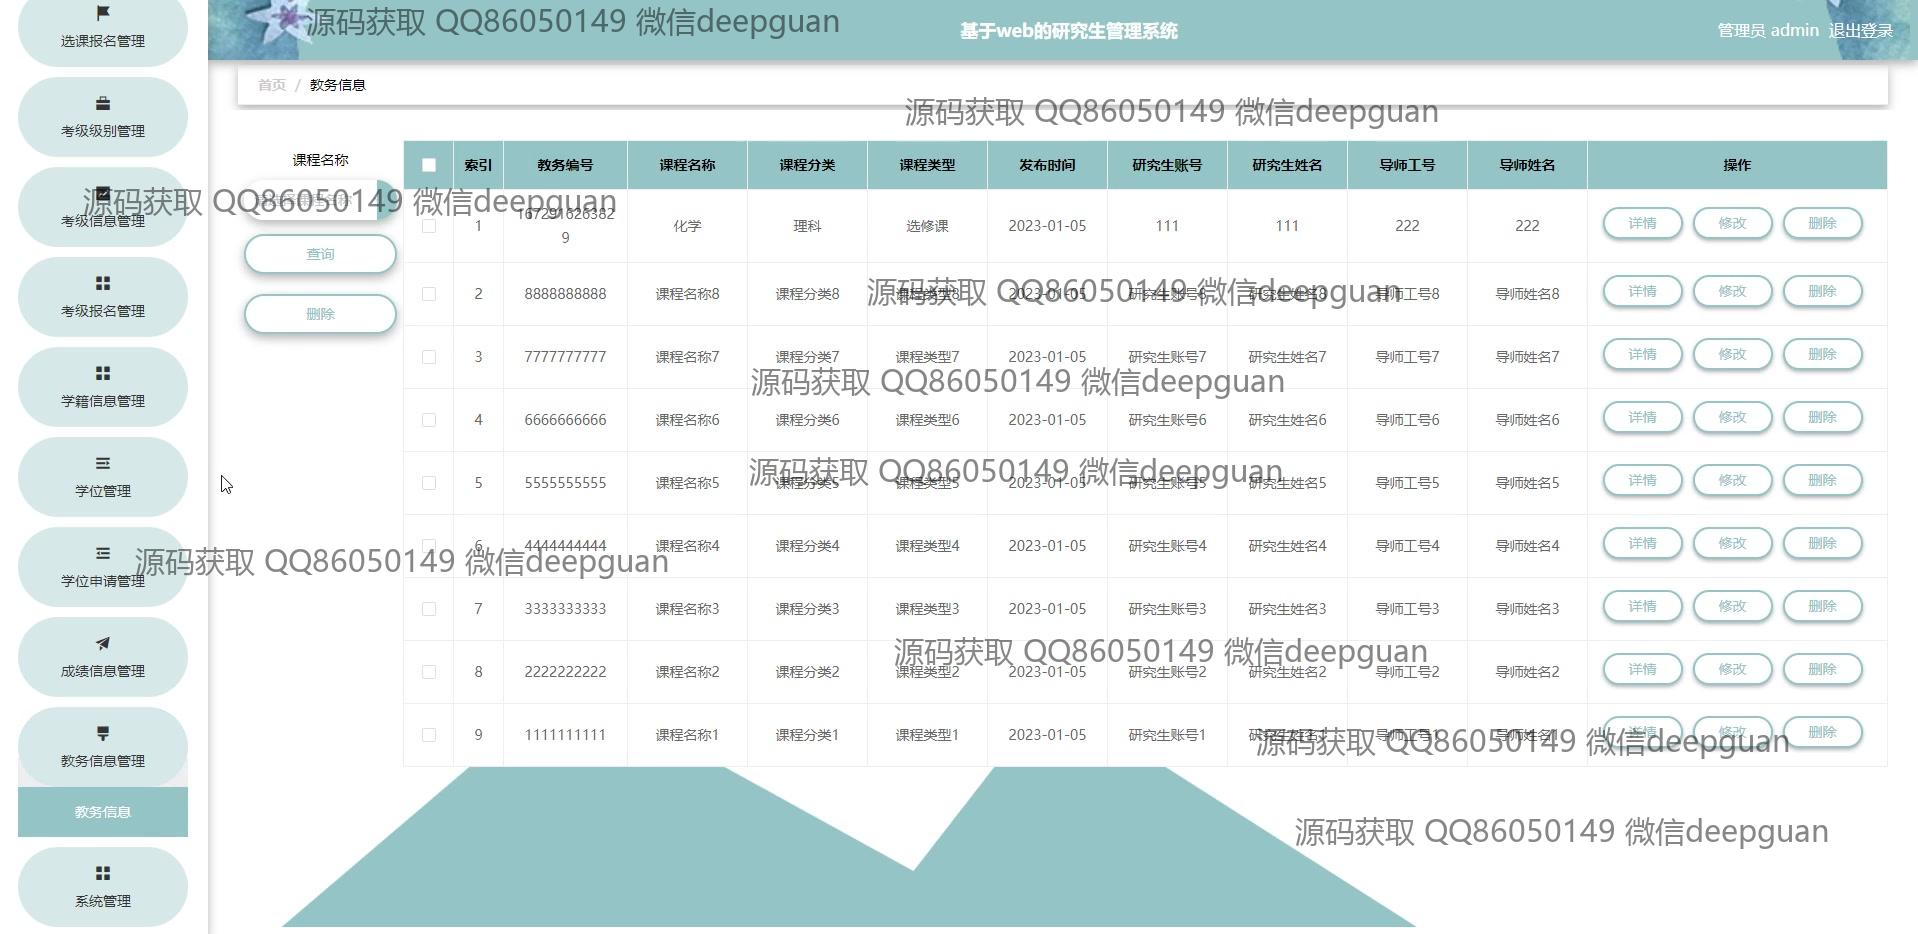 选课报名管理
考级级别管理
考级信息管理
考级报名管理
学籍信息管理
学位管理
学位申请管理
成绩信息管理
教务信息管理
教务信息
系统管理
基于web的研究生管理系统
管理员 admin 退出登录
首页 / 教务信息
课程名称
查询
删除
索引 教务编号 课程名称 课程分类 课程类型 发布时间 研究生账号 研究生姓名 导师工号 导师姓名 操作
1 1672916263829 化学 理科 选修课 2023-01-05 111 111 222 222 详情 修改 删除
2 8888888888 课程名称8 课程分类8 课程类型8 2023-01-05 研究生账号8 研究生姓名8 导师工号8 导师姓名8 详情 修改 删除
3 7777777777 课程名称7 课程分类7 课程类型7 2023-01-05 研究生账号7 研究生姓名7 导师工号7 导师姓名7 详情 修改 删除
4 6666666666 课程名称6 课程分类6 课程类型6 2023-01-05 研究生账号6 研究生姓名6 导师工号6 导师姓名6 详情 修改 删除
5 5555555555 课程名称5 课程分类5 课程类型5 2023-01-05 研究生账号5 研究生姓名5 导师工号5 导师姓名5 详情 修改 删除
6 4444444444 课程名称4 课程分类4 课程类型4 2023-01-05 研究生账号4 研究生姓名4 导师工号4 导师姓名4 详情 修改 删除
7 3333333333 课程名称3 课程分类3 课程类型3 2023-01-05 研究生账号3 研究生姓名3 导师工号3 导师姓名3 详情 修改 删除
8 2222222222 课程名称2 课程分类2 课程类型2 2023-01-05 研究生账号2 研究生姓名2 导师工号2 导师姓名2 详情 修改 删除
9 1111111111 课程名称1 课程分类1 课程类型1 2023-01-05 研究生账号1 研究生姓名1 导师工号1 导师姓名1 详情 修改 删除
源码获取 QQ86050149 微信deepguan
源码获取 QQ86050149 微信deepguan
源码获取 QQ86050149 微信deepguan
源码获取 QQ86050149 微信deepguan
源码获取 QQ86050149 微信deepguan
源码获取 QQ86050149 微信deepguan
源码获取 QQ86050149 微信deepguan
源码获取 QQ86050149 微信deepguan
源码获取 QQ86050149 微信deepguan
源码获取 QQ86050149 微信deepguan